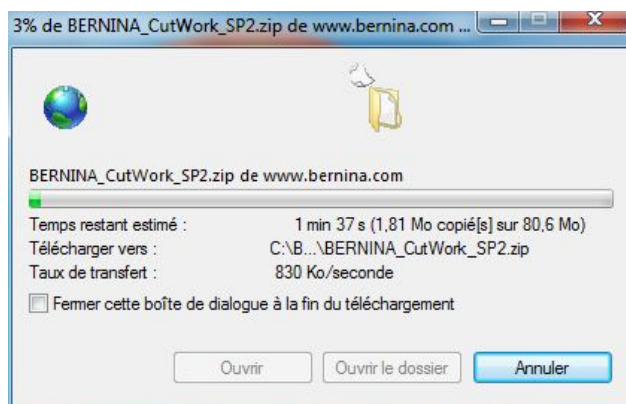 3% de BERNINA_CutWork_SP2.zip de www.bernina.com ...
BERNINA_CutWork_SP2.zip de www.bernina.com
Temps restant estimé : 1 min 37 s (1,81 Mo copié[s] sur 80,6 Mo)
Télécharger vers : C:\B...\BERNINA_CutWork_SP2.zip
Taux de transfert : 830 Ko/seconde
Fermer cette boîte de dialogue à la fin du téléchargement
Ouvrir Ouvrir le dossier Annuler